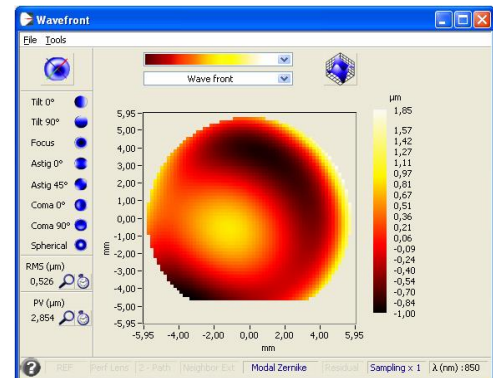 Wavefront
File Tools
Wave front
Tilt 0°
Tilt 90°
Focus
Astig 0°
Astig 45°
Coma 0°
Coma 90°
Spherical
RMS (µm)
0,526
PV (µm)
2,854
mm
5,95
5,00
4,00
3,00
2,00
1,00
0,00
-1,00
-2,00
-3,00
-4,00
-5,00
-5,95
-5,95 -4,00 -2,00 0,00 2,00 4,00 5,95
mm
µm
1,85
1,57
1,42
1,27
1,11
0,97
0,81
0,67
0,51
0,36
0,21
0,06
-0,09
-0,24
-0,40
-0,54
-0,70
-0,84
-1,00
REF Perf Lens 2 - Path Neighbor Ext Modal Zernike Residual Sampling x 1 λ (nm) :850